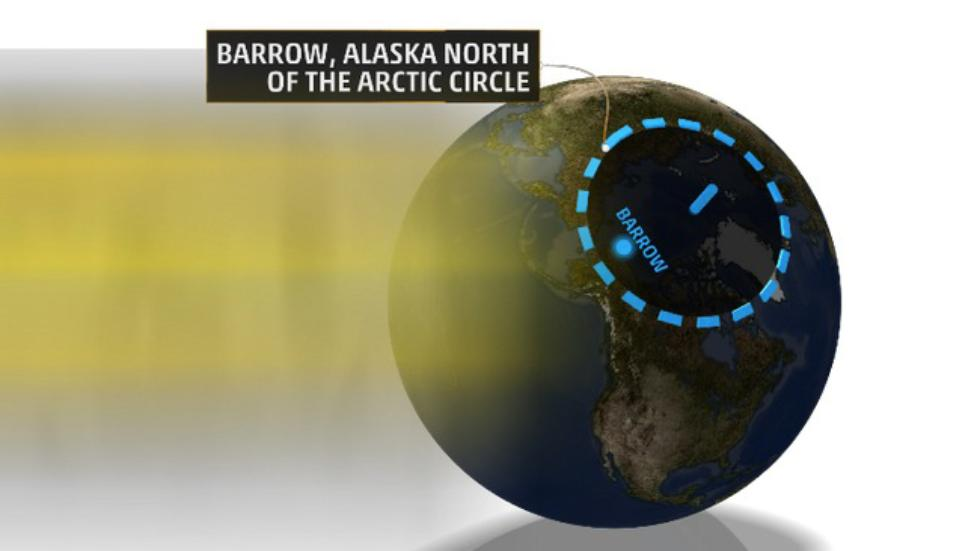 BARROW, ALASKA NORTH
OF THE ARCTIC CIRCLE
BARROW